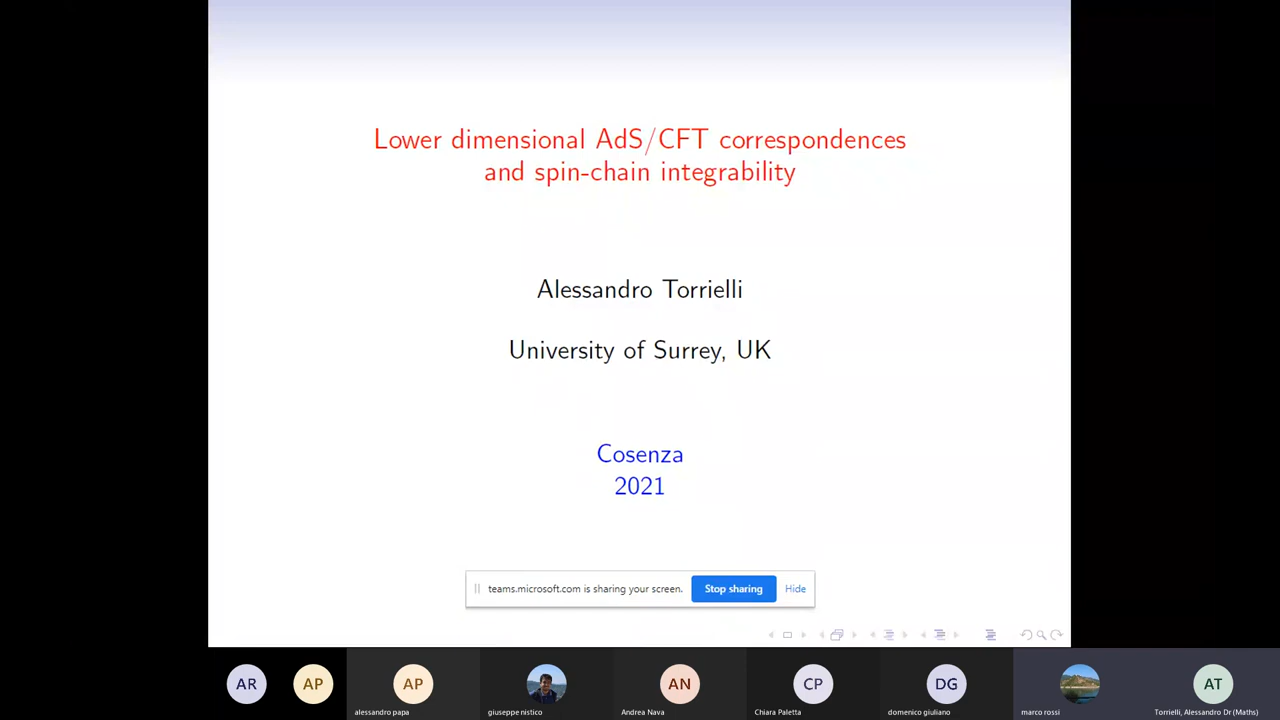 Lower dimensional AdS/CFT correspondences
and spin-chain integrability
Alessandro Torrielli
University of Surrey, UK
Cosenza
2021
teams.microsoft.com is sharing your screen. Stop sharing Hide
AR AP AP AN CP DG AT
alessandro papa giuseppe nistico Andrea Nava Chiara Paletta domenico giuliano marco rossi Torrielli, Alessandro Dr (Maths)